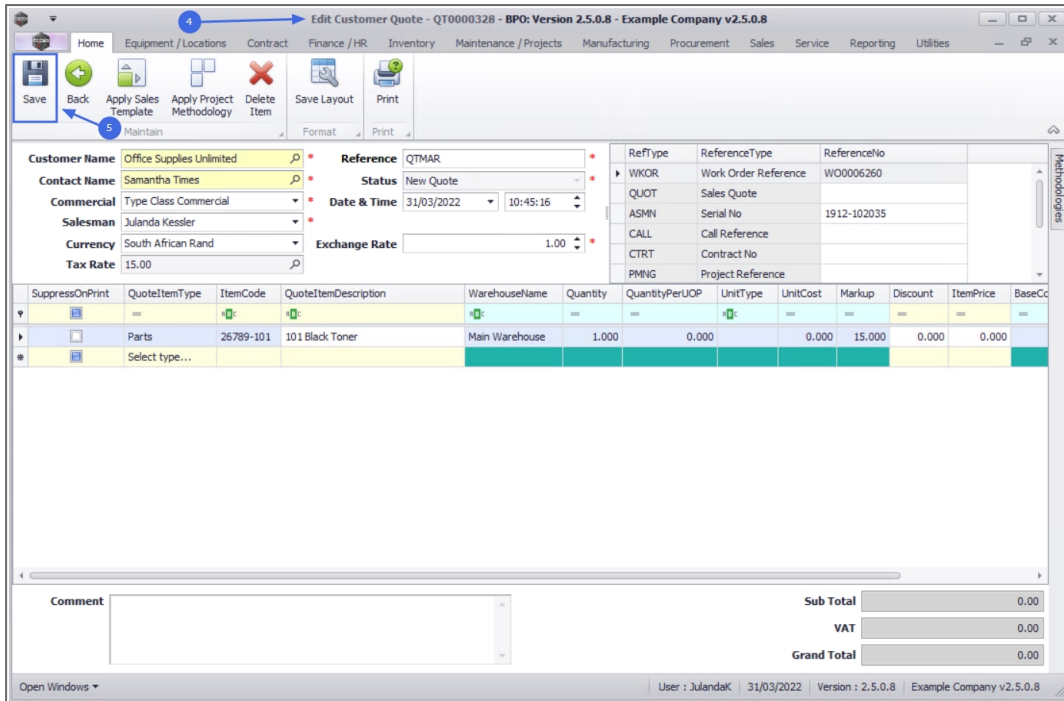 4
Edit Customer Quote - QT0000328 - BPO: Version 2.5.0.8 - Example Company v2.5.0.8
Home Equipment / Locations Contract Finance / HR Inventory Maintenance / Projects Manufacturing Procurement Sales Service Reporting Utilities
Save Back Apply Sales Template Apply Project Methodology Delete Item Save Layout Print
5
Maintain Format Print
Customer Name Office Supplies Unlimited * Reference QTMAR *
Contact Name Samantha Times * Status New Quote *
Commercial Type Class Commercial * Date & Time 31/03/2022 10:45:16
Salesman Julanda Kessler *
Currency South African Rand Exchange Rate 1.00 *
Tax Rate 15.00
RefType ReferenceType ReferenceNo
WKOR Work Order Reference WO0006260
QUOT Sales Quote
ASMN Serial No 1912-102035
CALL Call Reference
CTRT Contract No
PMNG Project Reference
Methodologies
SuppressOnPrint QuoteItemType ItemCode QuoteItemDescription WarehouseName Quantity QuantityPerUOP UnitType UnitCost Markup Discount ItemPrice BaseCo
Parts 26789-101 101 Black Toner Main Warehouse 1.000 0.000 0.000 15.000 0.000 0.000
Select type...
Comment
Sub Total 0.00
VAT 0.00
Grand Total 0.00
Open Windows User : JulandaK 31/03/2022 Version : 2.5.0.8 Example Company v2.5.0.8